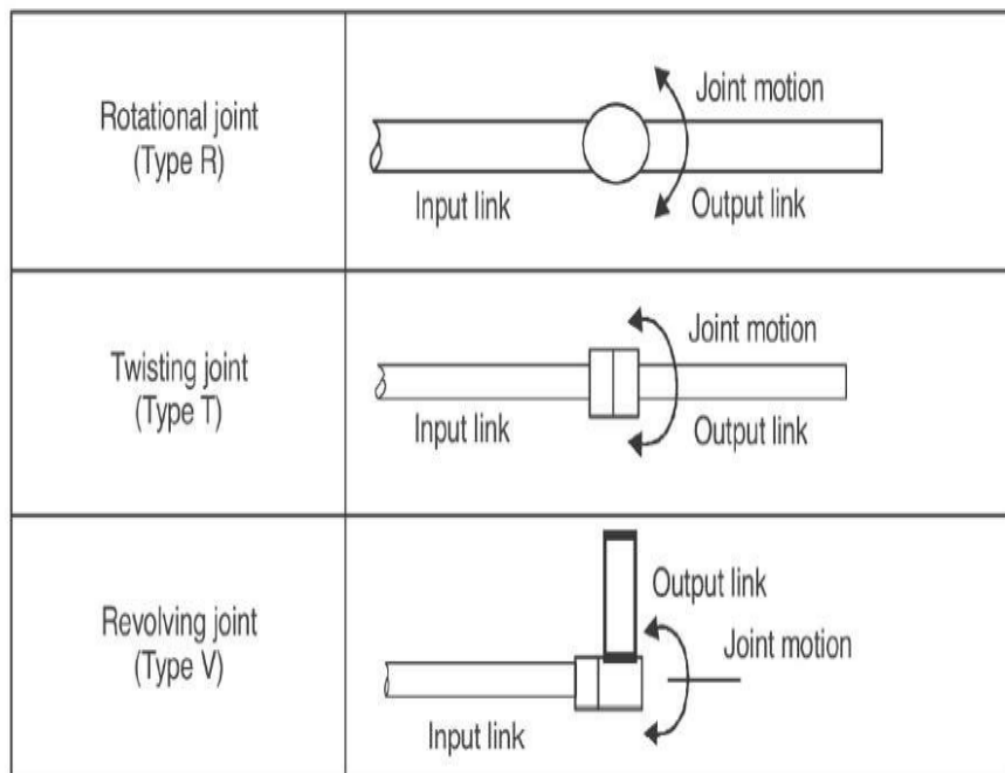 Rotational joint
(Type R)
Joint motion
Input link
Output link
Twisting joint
(Type T)
Joint motion
Input link
Output link
Revolving joint
(Type V)
Output link
Joint motion
Input link